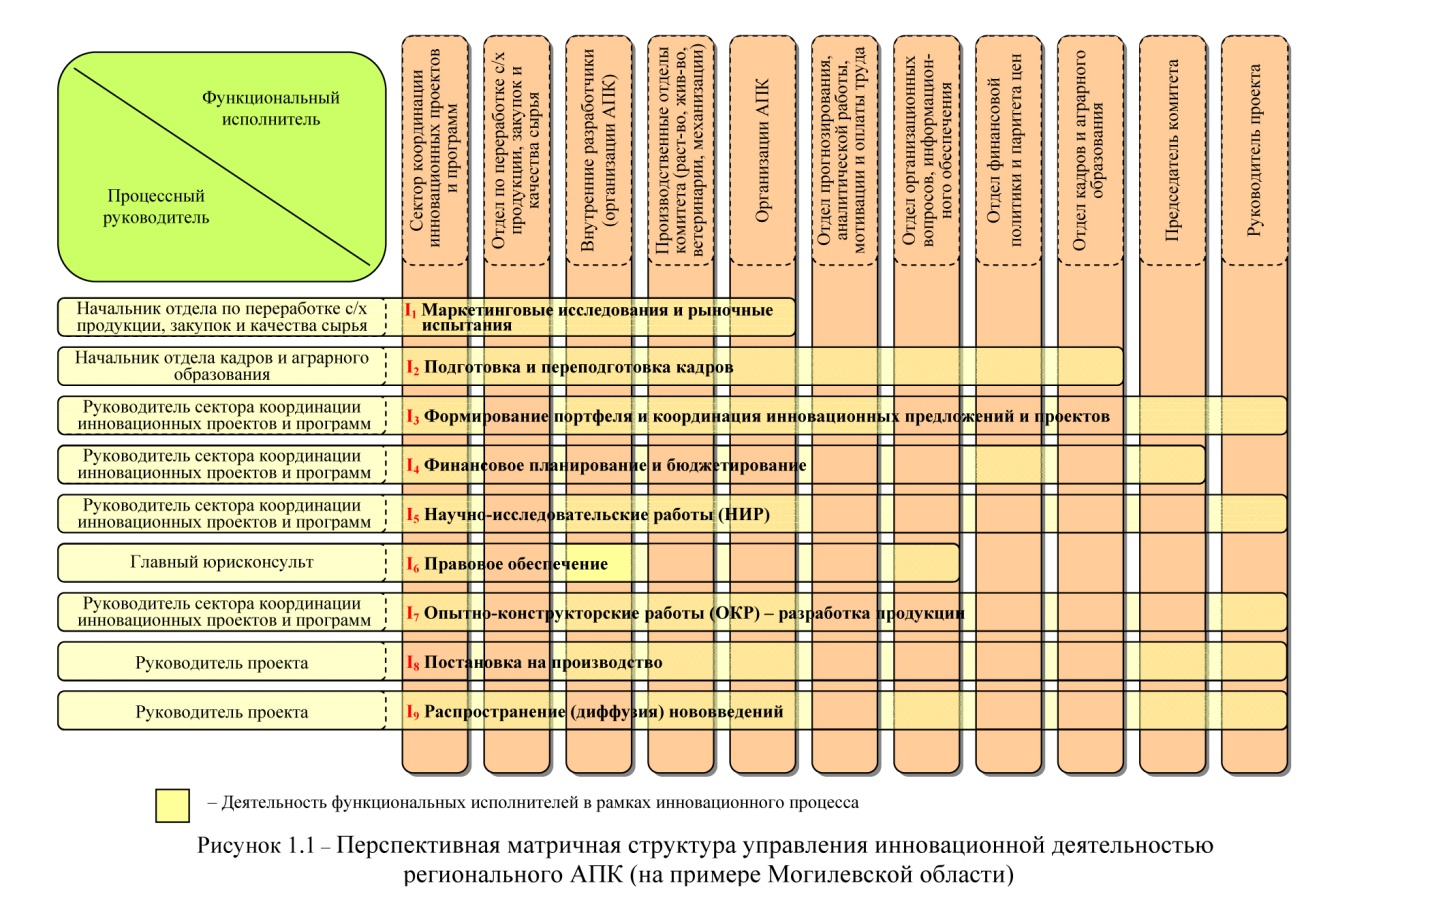 Функциональный
исполнитель
Процессный
руководитель
Сектор координации
инновационных проектов
и программ
Отдел по переработке с/х
продукции, закупок и
качества сырья
Внутренние разработчики
(организации АПК)
Производственные отделы
комитета (раст-во, жив-во,
ветеринарии, механизации)
Организации АПК
Отдел прогнозирования,
аналитической работы,
мотивации и оплаты труда
Отдел организационных
вопросов, информацион-
ного обеспечения
Отдел финансовой
политики и паритета цен
Отдел кадров и аграрного
образования
Председатель комитета
Руководитель проекта
Начальник отдела по переработке с/х
продукции, закупок и качества сырья
I₁ Маркетинговые исследования и рыночные
испытания
Начальник отдела кадров и аграрного
образования
I₂ Подготовка и переподготовка кадров
Руководитель сектора координации
инновационных проектов и программ
I₃ Формирование портфеля и координация инновационных предложений и проектов
Руководитель сектора координации
инновационных проектов и программ
I₄ Финансовое планирование и бюджетирование
Руководитель сектора координации
инновационных проектов и программ
I₅ Научно-исследовательские работы (НИР)
Главный юрисконсульт
I₆ Правовое обеспечение
Руководитель сектора координации
инновационных проектов и программ
I₇ Опытно-конструкторские работы (ОКР) – разработка продукции
Руководитель проекта
I₈ Постановка на производство
Руководитель проекта
I₉ Распространение (диффузия) нововведений
– Деятельность функциональных исполнителей в рамках инновационного процесса
Рисунок 1.1 – Перспективная матричная структура управления инновационной деятельностью
регионального АПК (на примере Могилевской области)